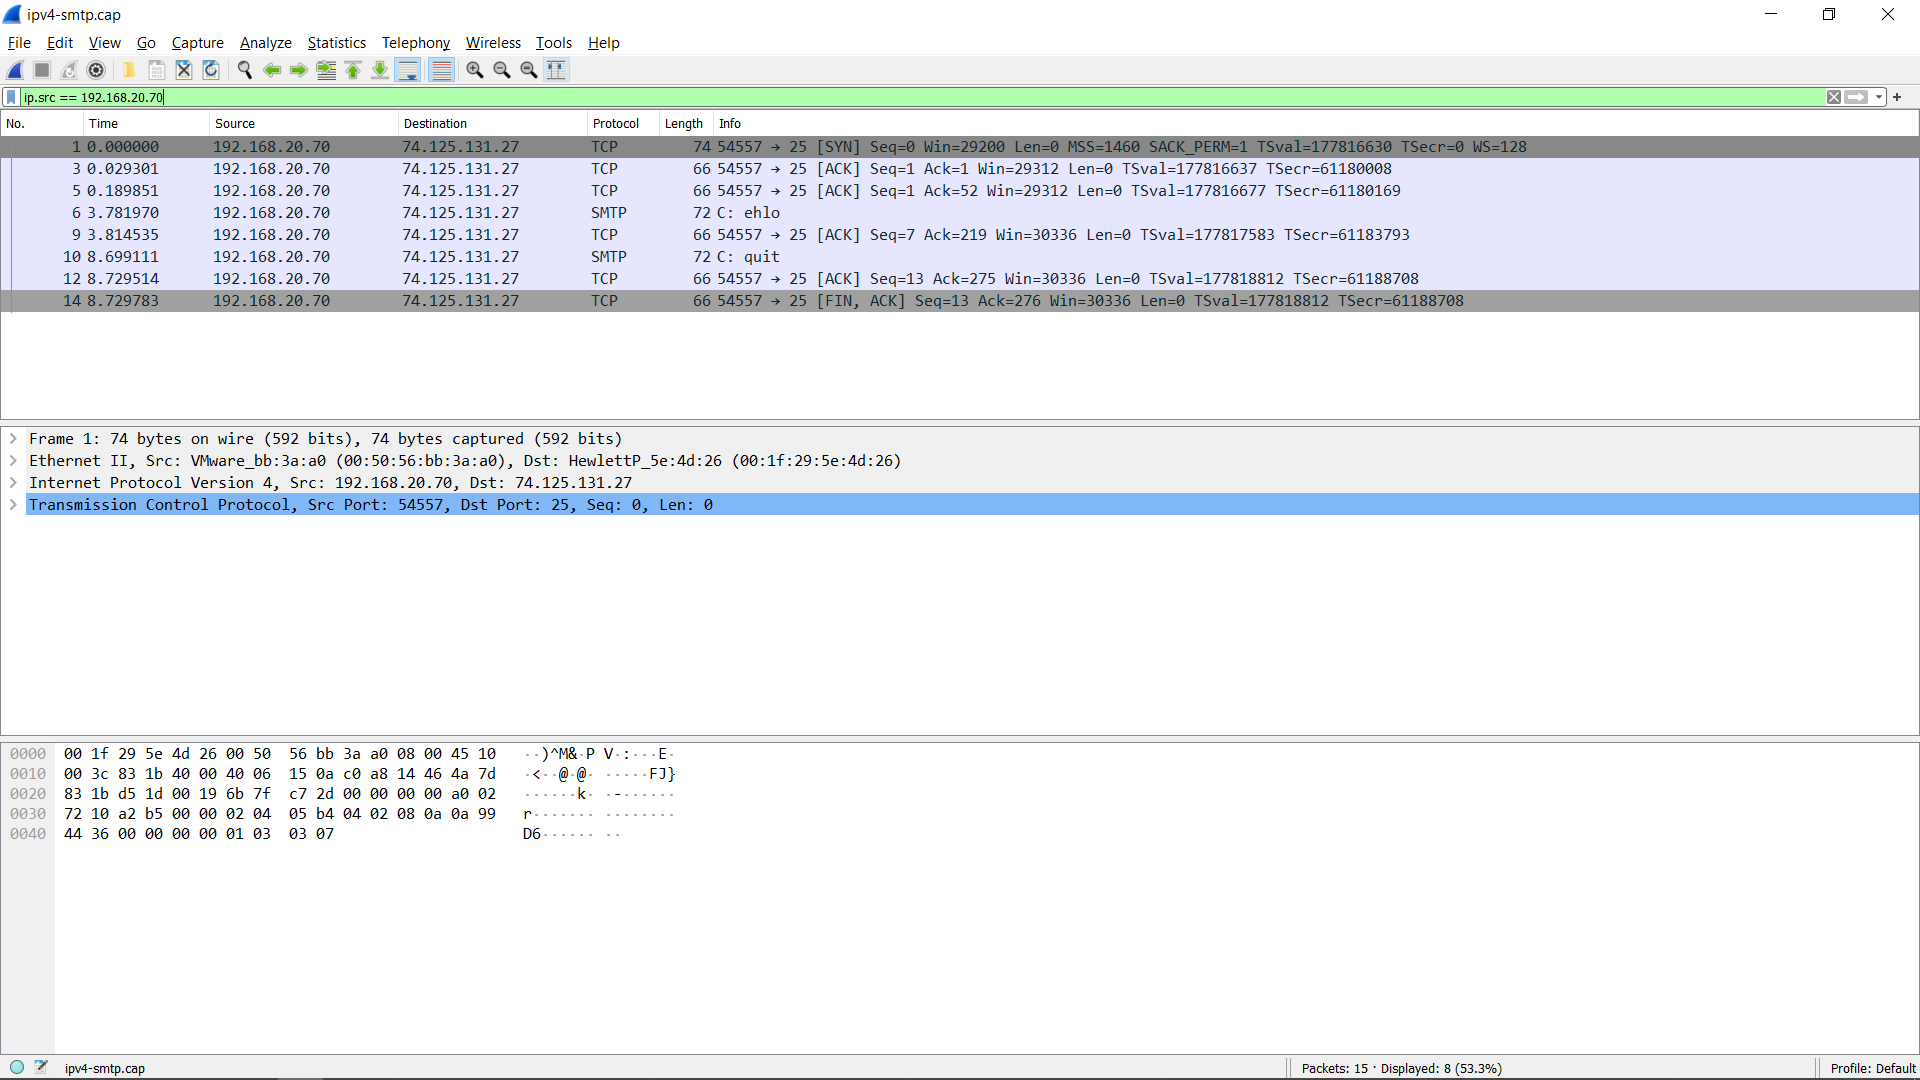 ipv4-smtp.cap
File Edit View Go Capture Analyze Statistics Telephony Wireless Tools Help
ip.src == 192.168.20.70
No. Time Source Destination Protocol Length Info
1 0.000000 192.168.20.70 74.125.131.27 TCP 74 54557 → 25 [SYN] Seq=0 Win=29200 Len=0 MSS=1460 SACK_PERM=1 TSval=177816630 TSecr=0 WS=128
3 0.029301 192.168.20.70 74.125.131.27 TCP 66 54557 → 25 [ACK] Seq=1 Ack=1 Win=29312 Len=0 TSval=177816637 TSecr=61180008
5 0.189851 192.168.20.70 74.125.131.27 TCP 66 54557 → 25 [ACK] Seq=1 Ack=52 Win=29312 Len=0 TSval=177816677 TSecr=61180169
6 3.781970 192.168.20.70 74.125.131.27 SMTP 72 C: ehlo
9 3.814535 192.168.20.70 74.125.131.27 TCP 66 54557 → 25 [ACK] Seq=7 Ack=219 Win=30336 Len=0 TSval=177817583 TSecr=61183793
10 8.699111 192.168.20.70 74.125.131.27 SMTP 72 C: quit
12 8.729514 192.168.20.70 74.125.131.27 TCP 66 54557 → 25 [ACK] Seq=13 Ack=275 Win=30336 Len=0 TSval=177818812 TSecr=61188708
14 8.729783 192.168.20.70 74.125.131.27 TCP 66 54557 → 25 [FIN, ACK] Seq=13 Ack=276 Win=30336 Len=0 TSval=177818812 TSecr=61188708
Frame 1: 74 bytes on wire (592 bits), 74 bytes captured (592 bits)
Ethernet II, Src: VMware_bb:3a:a0 (00:50:56:bb:3a:a0), Dst: HewlettP_5e:4d:26 (00:1f:29:5e:4d:26)
Internet Protocol Version 4, Src: 192.168.20.70, Dst: 74.125.131.27
Transmission Control Protocol, Src Port: 54557, Dst Port: 25, Seq: 0, Len: 0
0000 00 1f 29 5e 4d 26 00 50 56 bb 3a a0 08 00 45 10 ··)^M&·P V·:···E·
0010 00 3c 83 1b 40 00 40 06 15 0a c0 a8 14 46 4a 7d ·<··@·@· ·····FJ}
0020 83 1b d5 1d 00 19 6b 7f c7 2d 00 00 00 00 a0 02 ······k· ·-······
0030 72 10 a2 b5 00 00 02 04 05 b4 04 02 08 0a 0a 99 r······· ········
0040 44 36 00 00 00 00 01 03 03 07 D6······ ··
ipv4-smtp.cap Packets: 15 · Displayed: 8 (53.3%) Profile: Default